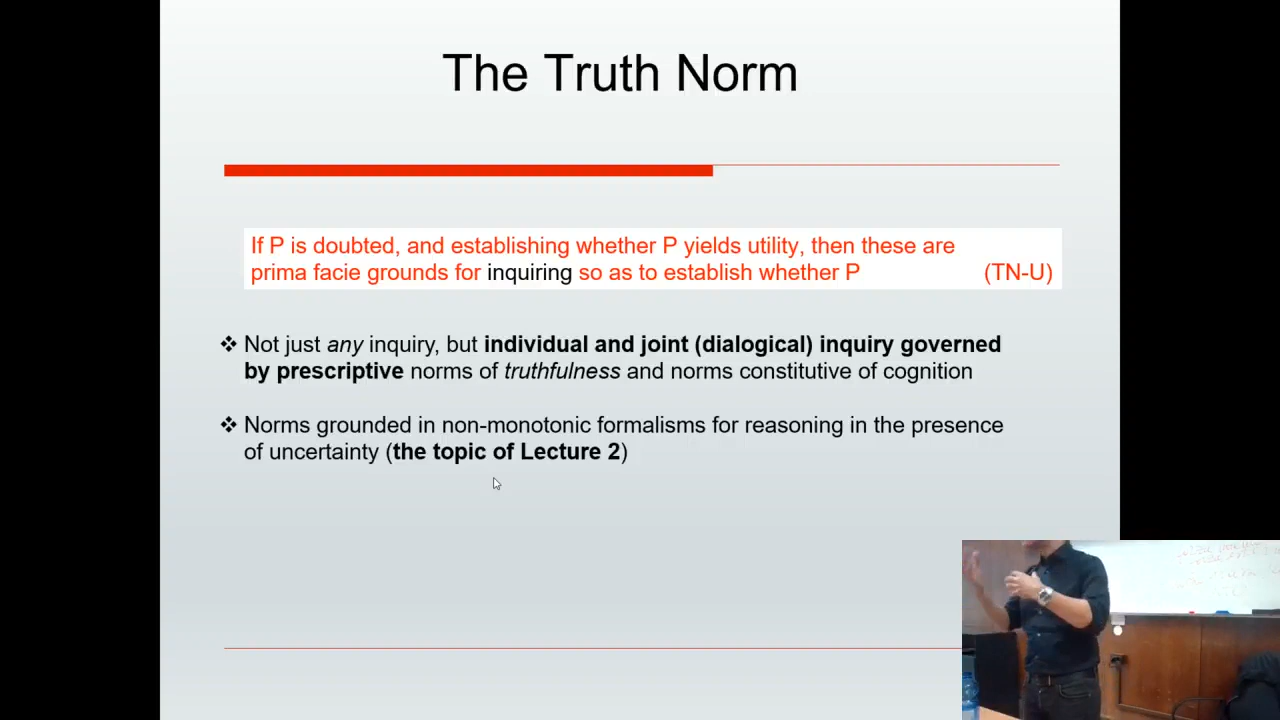 The Truth Norm
If P is doubted, and establishing whether P yields utility, then these are
prima facie grounds for inquiring so as to establish whether P (TN-U)
❖ Not just any inquiry, but individual and joint (dialogical) inquiry governed
by prescriptive norms of truthfulness and norms constitutive of cognition
❖ Norms grounded in non-monotonic formalisms for reasoning in the presence
of uncertainty (the topic of Lecture 2)